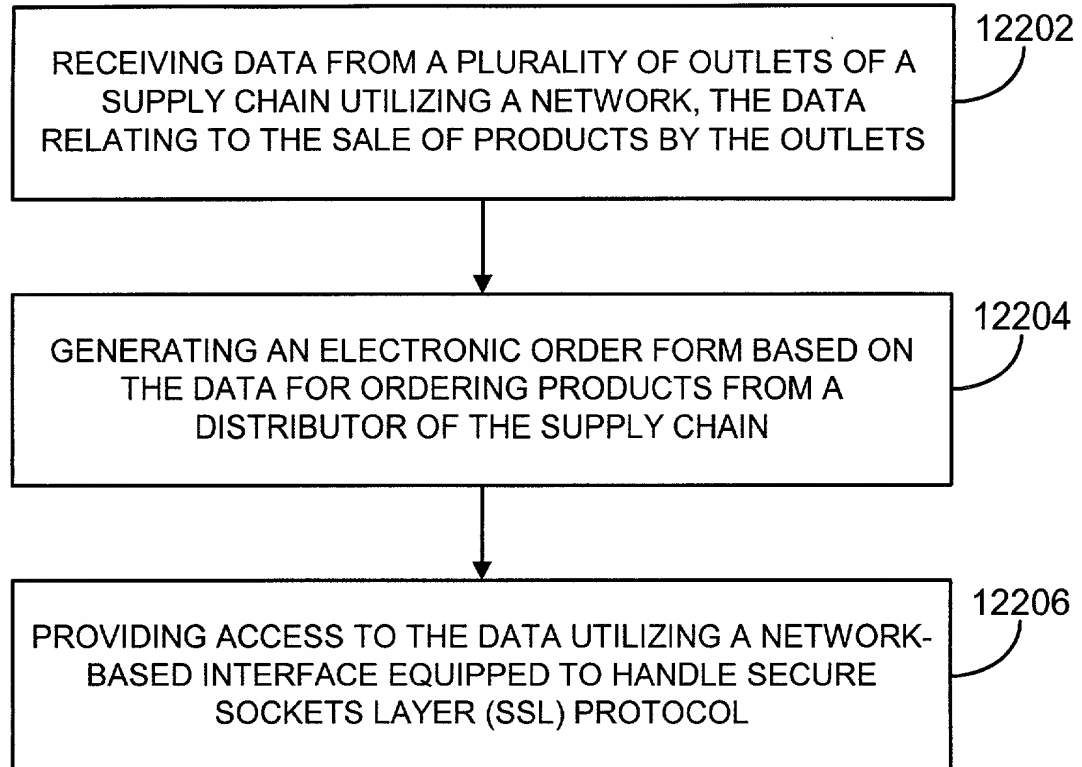 12202
RECEIVING DATA FROM A PLURALITY OF OUTLETS OF A
SUPPLY CHAIN UTILIZING A NETWORK, THE DATA
RELATING TO THE SALE OF PRODUCTS BY THE OUTLETS
12204
GENERATING AN ELECTRONIC ORDER FORM BASED ON
THE DATA FOR ORDERING PRODUCTS FROM A
DISTRIBUTOR OF THE SUPPLY CHAIN
12206
PROVIDING ACCESS TO THE DATA UTILIZING A NETWORK-
BASED INTERFACE EQUIPPED TO HANDLE SECURE
SOCKETS LAYER (SSL) PROTOCOL